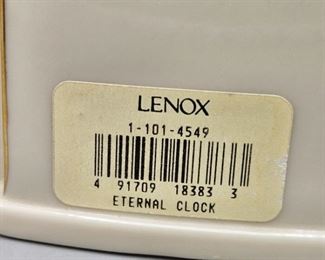 LENOX
1-101-4549
4 91709 18383 3
ETERNAL CLOCK